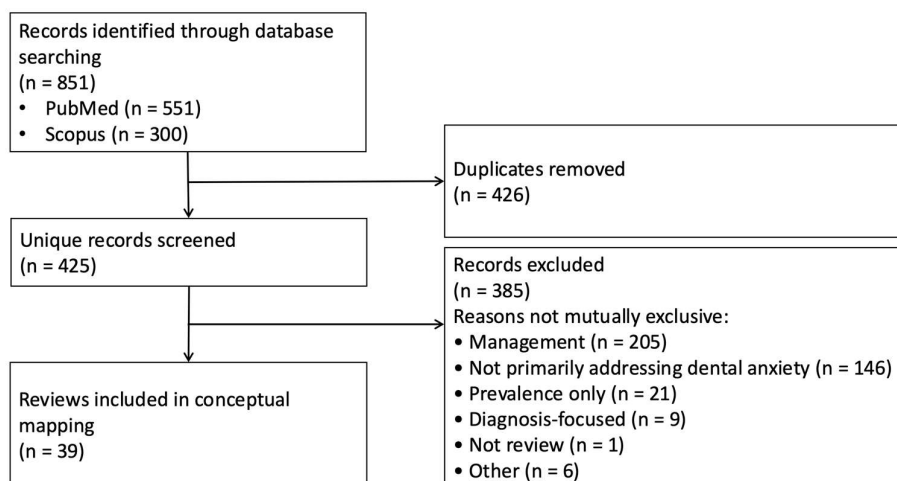 Records identified through database
searching
(n = 851)
• PubMed (n = 551)
• Scopus (n = 300)
Duplicates removed
(n = 426)
Unique records screened
(n = 425)
Records excluded
(n = 385)
Reasons not mutually exclusive:
• Management (n = 205)
• Not primarily addressing dental anxiety (n = 146)
• Prevalence only (n = 21)
• Diagnosis-focused (n = 9)
• Not review (n = 1)
• Other (n = 6)
Reviews included in conceptual
mapping
(n = 39)